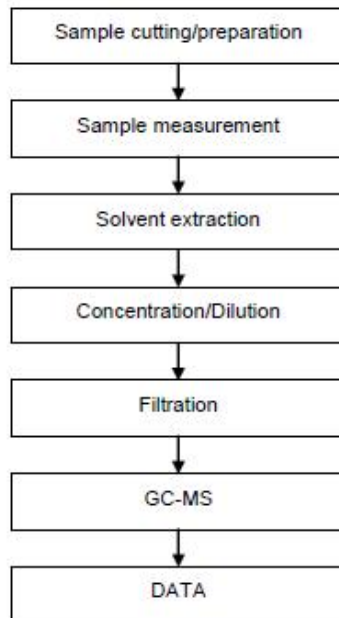 Sample cutting/preparation
Sample measurement
Solvent extraction
Concentration/Dilution
Filtration
GC-MS
DATA